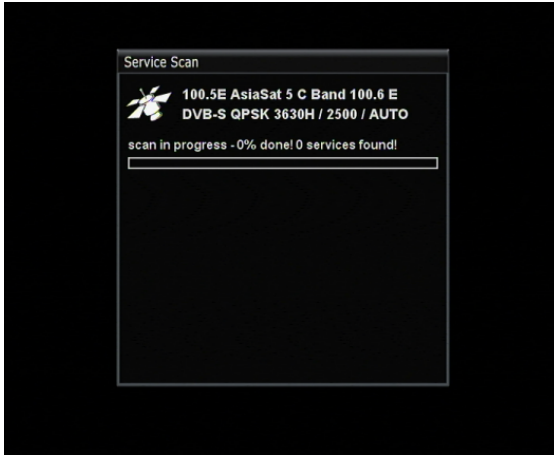 Service Scan
100.5E AsiaSat 5 C Band 100.6 E
DVB-S QPSK 3630H / 2500 / AUTO
scan in progress - 0% done! 0 services found!